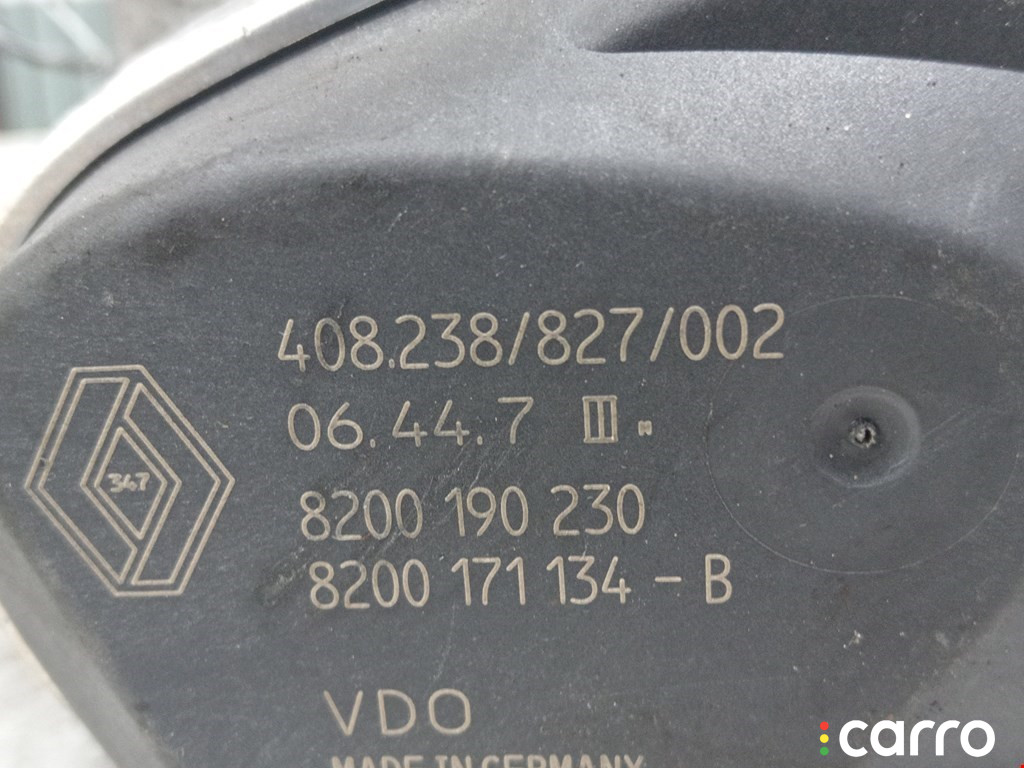 408.238/827/002
06.44.7 III
347
8200 190 230
8200 171 134 - B
VDO
MADE IN GERMANY
carro